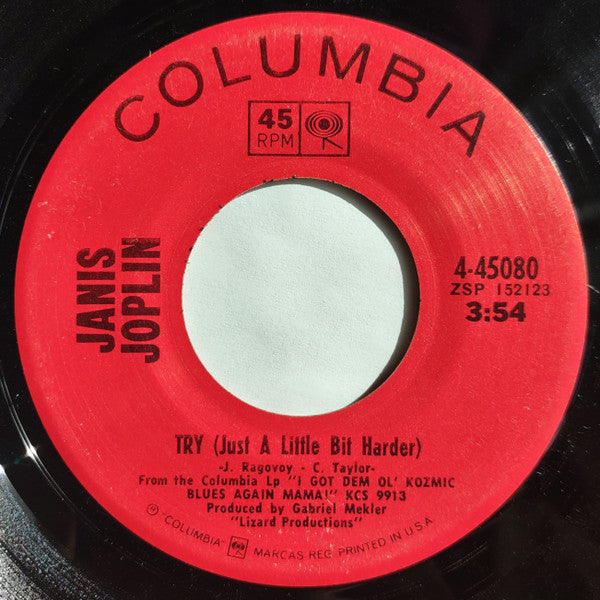 COLUMBIA
45
RPM
JANIS
JOPLIN
4-45080
ZSP 152123
3:54
TRY (Just A Little Bit Harder)
-J. Ragovoy - C. Taylor-
From the Columbia Lp "I GOT DEM OL' KOΣMIC
BLUES AGAIN MAMA!" KCS 9913
Produced by Gabriel Mekler
"Lizard Productions"
"COLUMBIA" MARCAS REG. PRINTED IN U.S.A.